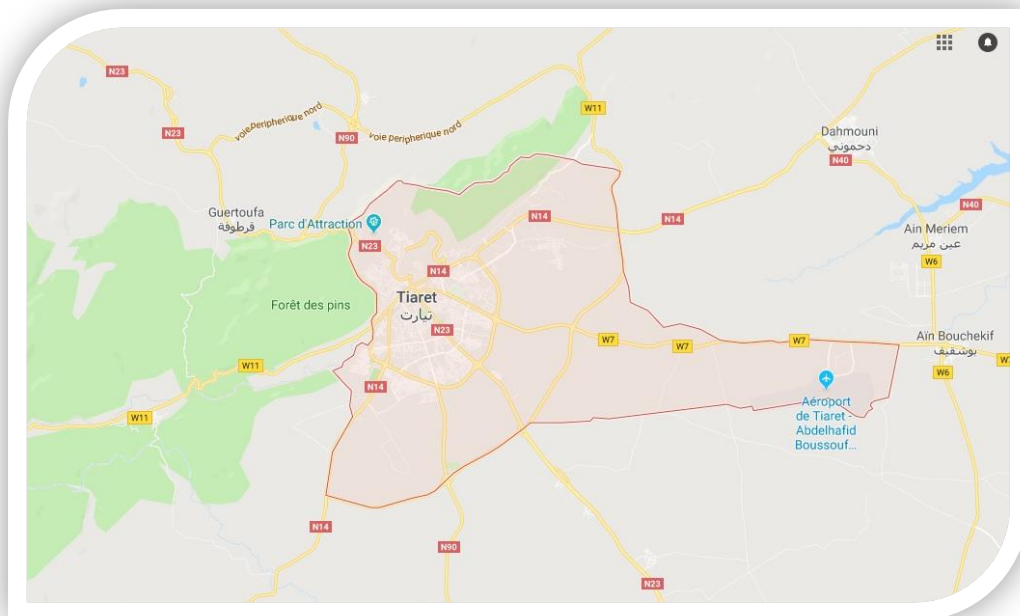 N23
W11
voie peripherique nord
N23
N90
voie peripherique nord
Dahmouni
دحموني
N40
Guertoufa
قرطوفة
Parc d'Attraction
N14
N14
N40
N23
Ain Meriem
عين مريم
N14
W6
Tiaret
تيارت
Forêt des pins
N23
W7
W7
W7
Aïn Bouchekif
بوشقيف
W11
W6
N14
Aéroport
de Tiaret -
Abdelhafid
Boussouf...
W11
N14
N90
N23